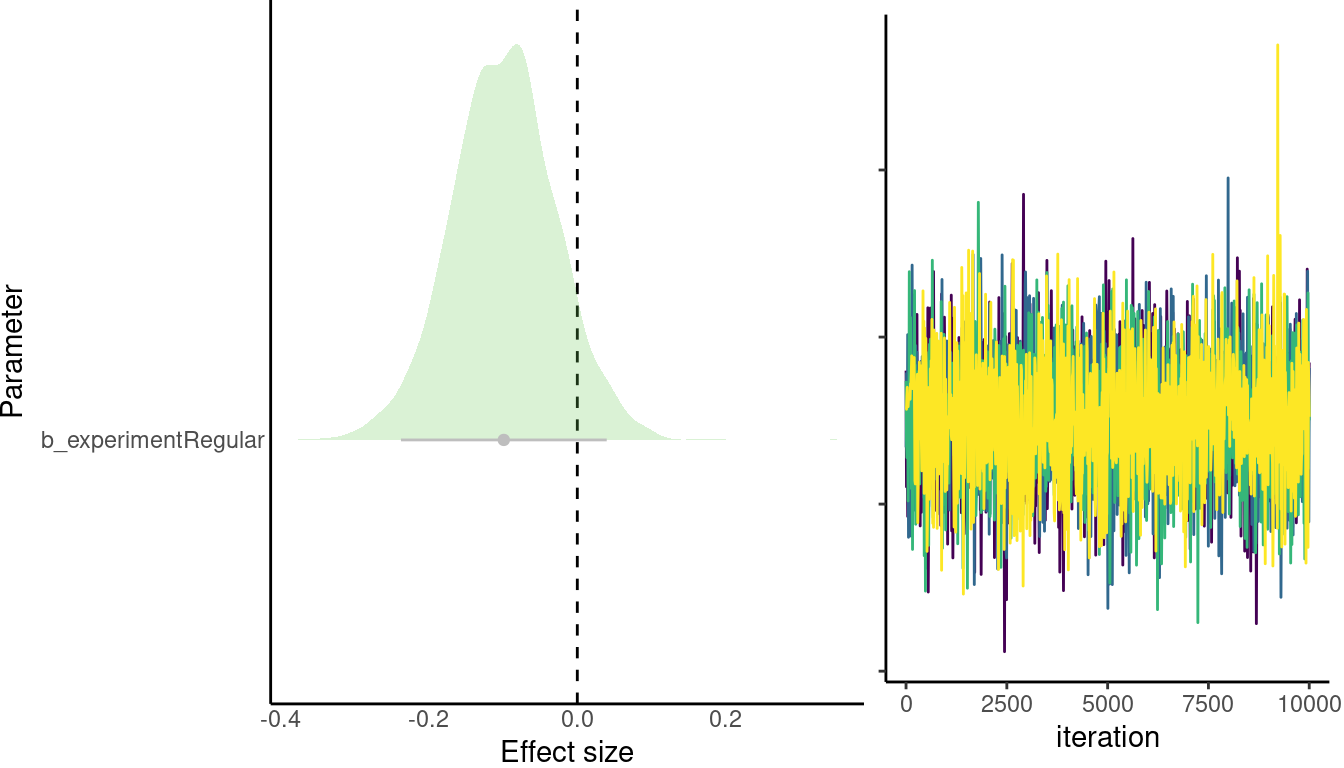 Parameter
b_experimentRegular
-0.4 -0.2 0.0 0.2
Effect size
0 2500 5000 7500 10000
iteration